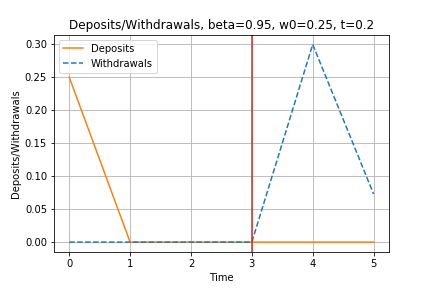 Deposits/Withdrawals, beta=0.95, w0=0.25, t=0.2
Deposits
Withdrawals
Deposits/Withdrawals
0.30
0.25
0.20
0.15
0.10
0.05
0.00
0 1 2 3 4 5
Time